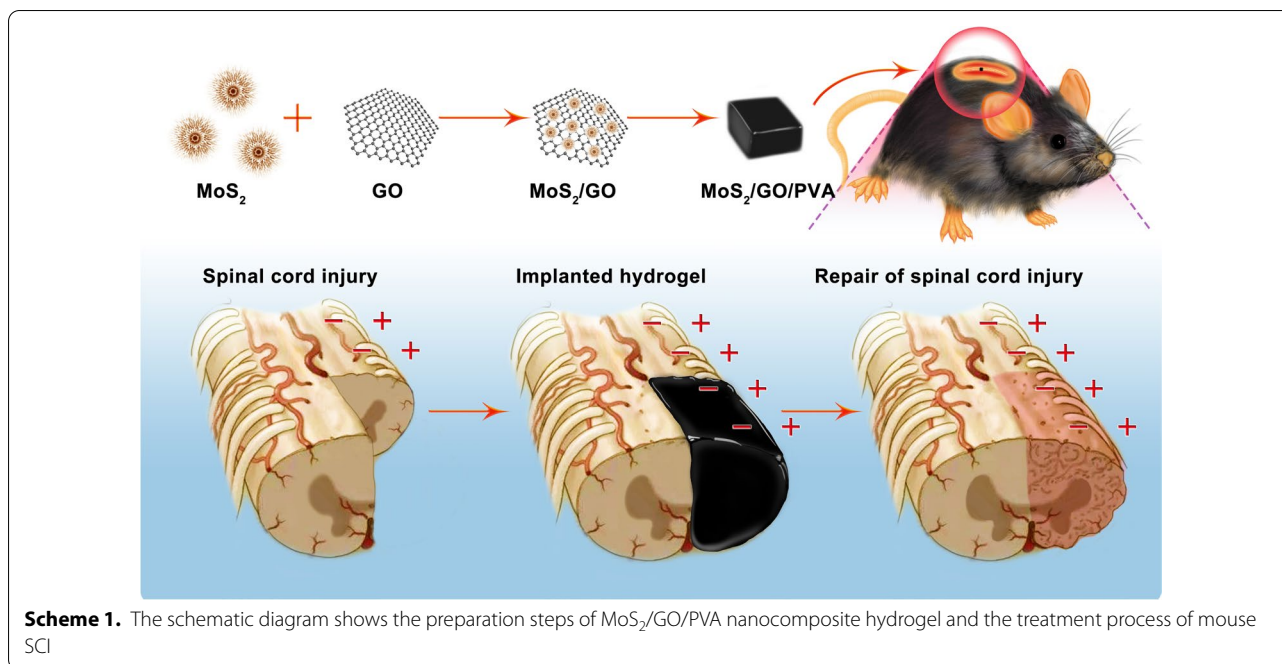 MoS₂
GO
MoS₂/GO
MoS₂/GO/PVA
Spinal cord injury
Implanted hydrogel
Repair of spinal cord injury
Scheme 1. The schematic diagram shows the preparation steps of MoS₂/GO/PVA nanocomposite hydrogel and the treatment process of mouse
SCI